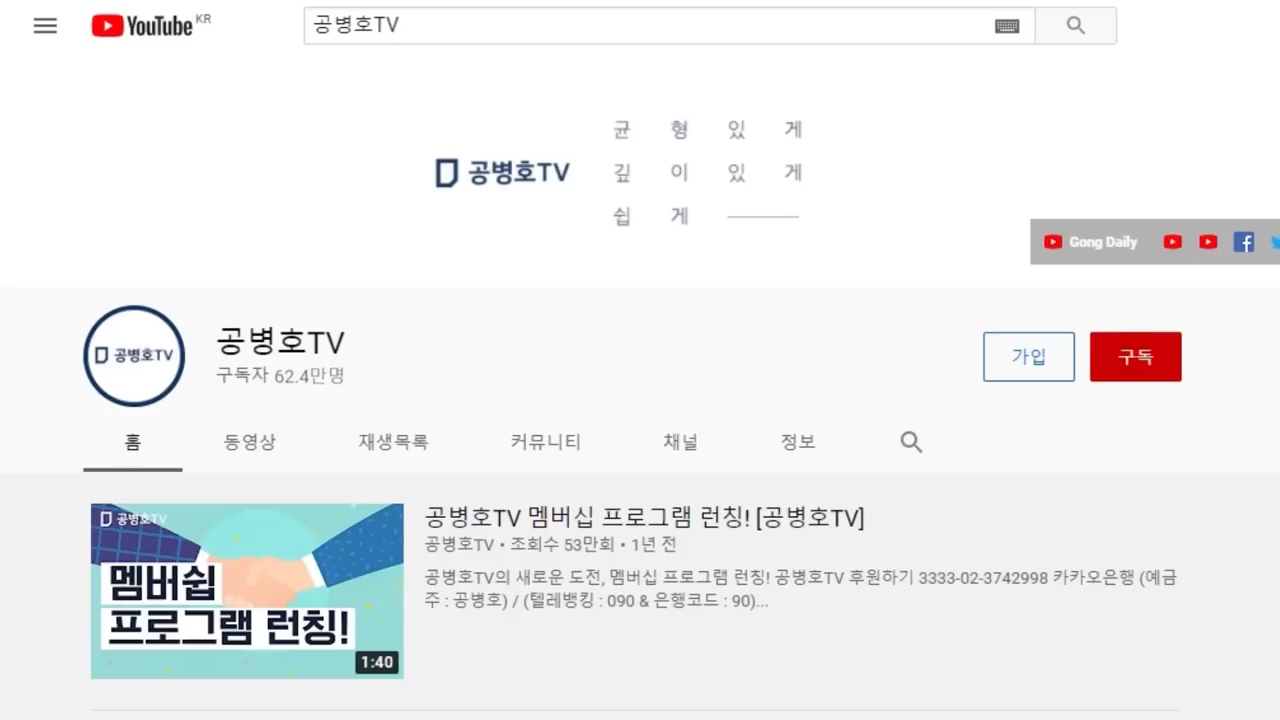 YouTube KR
공병호TV
균 형 있 게
공병호TV
깊 이 있 게
쉽 게
Gong Daily
공병호TV
공병호TV
구독자 62.4만명
가입
구독
홈 동영상 재생목록 커뮤니티 채널 정보
공병호TV
멤버쉽
프로그램 런칭!
1:40
공병호TV 멤버십 프로그램 런칭! [공병호TV]
공병호TV • 조회수 53만회 • 1년 전
공병호TV의 새로운 도전, 멤버십 프로그램 런칭! 공병호TV 후원하기 3333-02-3742998 카카오은행 (예금
주 : 공병호) / (텔레뱅킹 : 090 & 은행코드 : 90)...